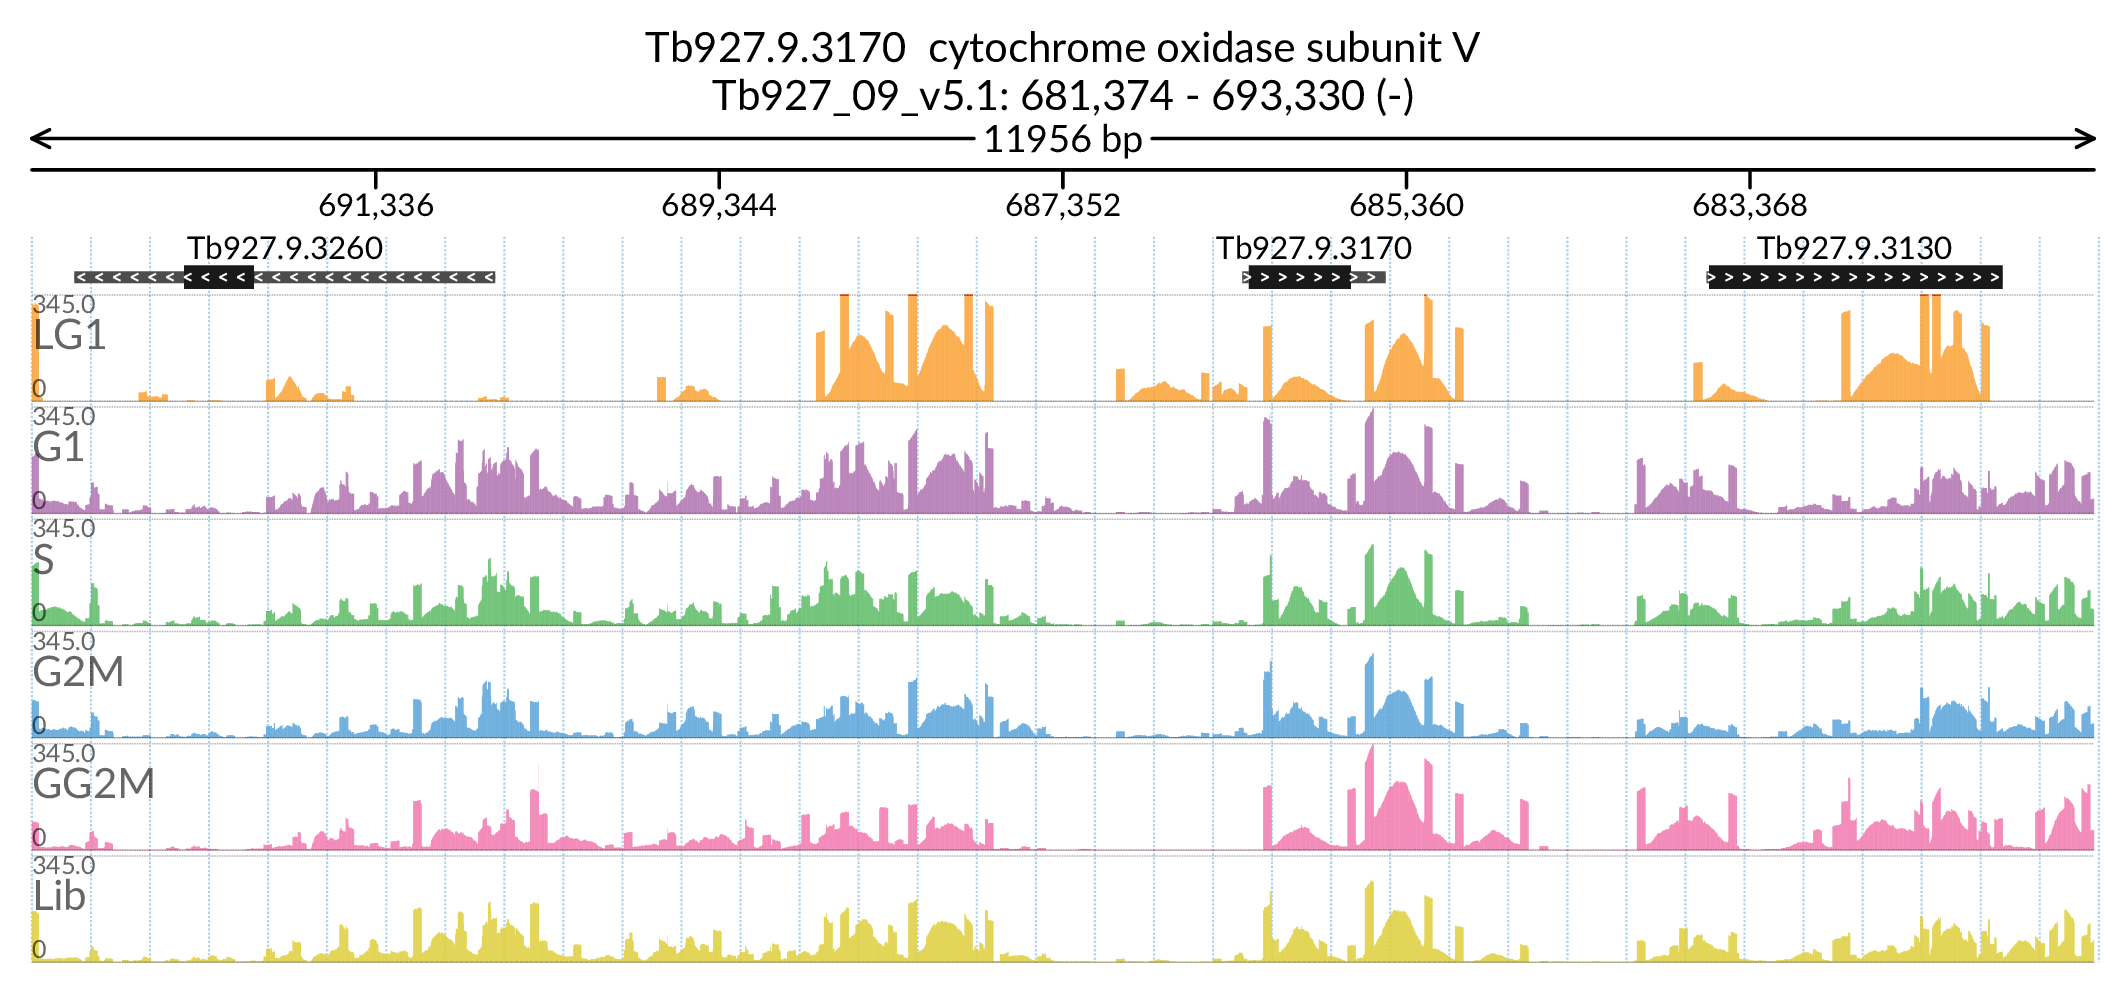 Tb927.9.3170  cytochrome oxidase subunit V
Tb927_09_v5.1: 681,374 - 693,330 (-)
11956 bp
691,336 689,344 687,352 685,360 683,368
Tb927.9.3260 Tb927.9.3170 Tb927.9.3130
345.0
LG1
0
345.0
G1
0
345.0
S
0
345.0
G2M
0
345.0
GG2M
0
345.0
Lib
0